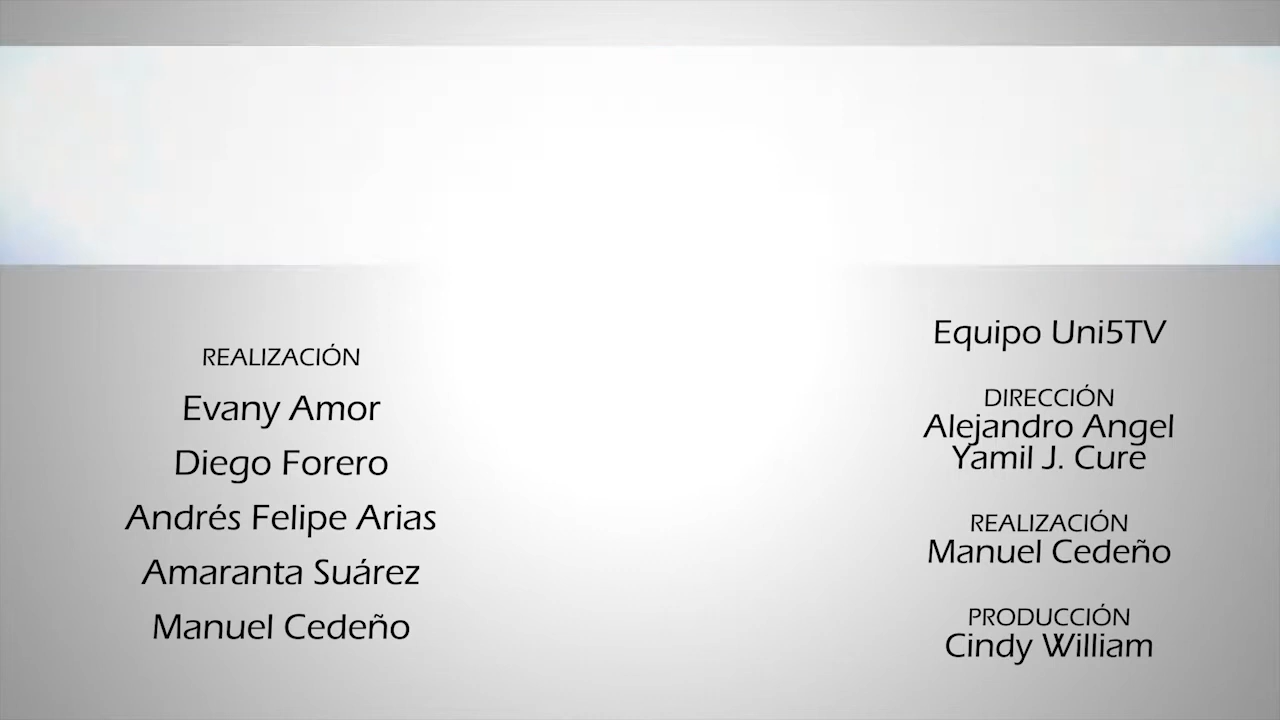 REALIZACIÓN
Evany Amor
Diego Forero
Andrés Felipe Arias
Amaranta Suárez
Manuel Cedeño
Equipo Uni5TV
DIRECCIÓN
Alejandro Angel
Yamil J. Cure
REALIZACIÓN
Manuel Cedeño
PRODUCCIÓN
Cindy William